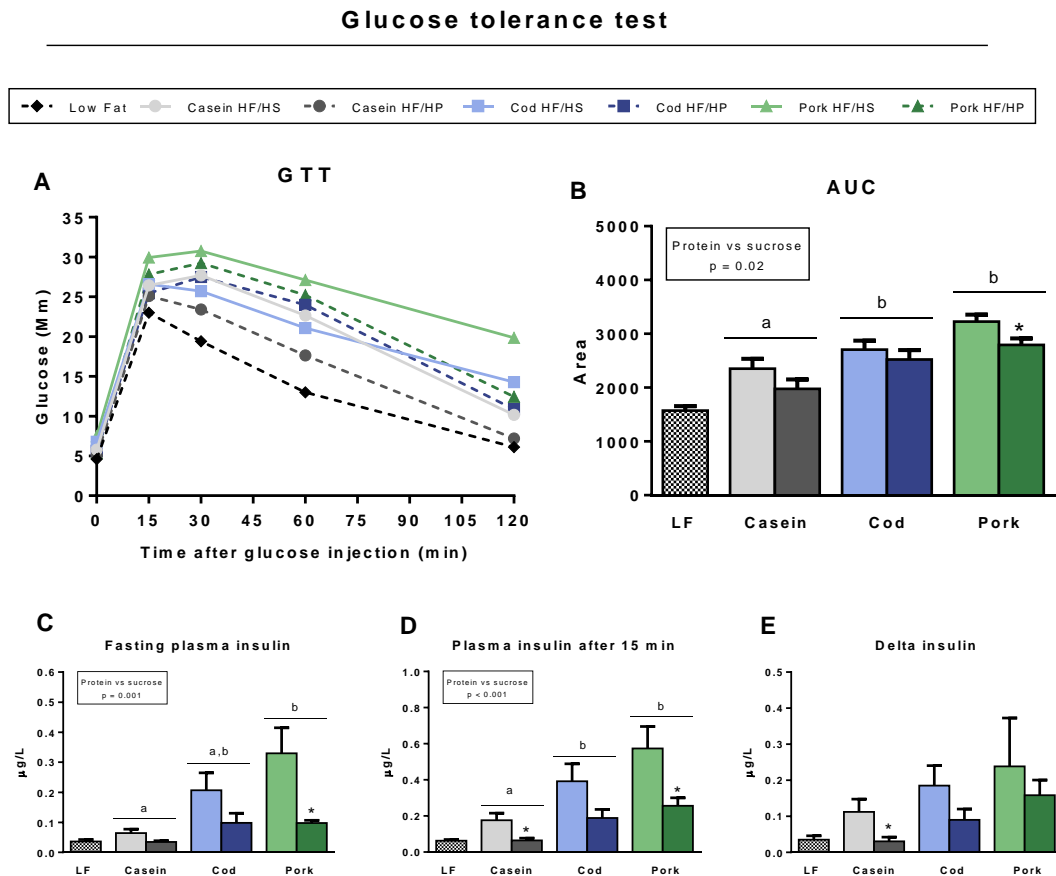 Glucose tolerance test
Low Fat Casein HF/HS Casein HF/HP Cod HF/HS Cod HF/HP Pork HF/HS Pork HF/HP
A
GTT
Glucose (Mm)
35
30
25
20
15
10
5
0
0 15 30 45 60 75 90 105 120
Time after glucose injection (min)
B
AUC
Protein vs sucrose
p = 0.02
Area
5000
4000
3000
2000
1000
0
a
b
b
*
LF Casein Cod Pork
C
Fasting plasma insulin
Protein vs sucrose
p = 0.001
µg/L
0.6
0.5
0.4
0.3
0.2
0.1
0.0
a
a,b
b
*
LF Casein Cod Pork
D
Plasma insulin after 15 min
Protein vs sucrose
p < 0.001
µg/L
1.0
0.8
0.6
0.4
0.2
0.0
a
*
b
b
*
LF Casein Cod Pork
E
Delta insulin
µg/L
0.5
0.4
0.3
0.2
0.1
0.0
*
LF Casein Cod Pork